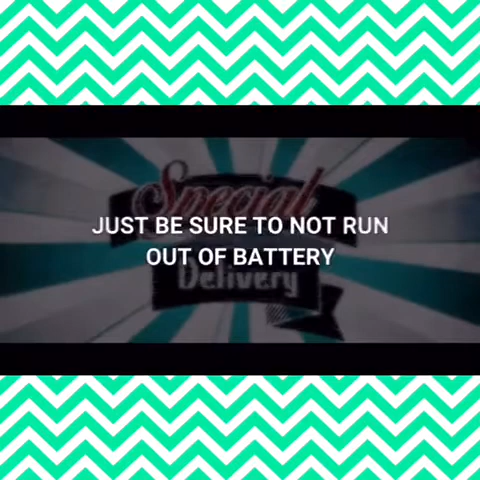 Special
JUST BE SURE TO NOT RUN
OUT OF BATTERY
Delivery